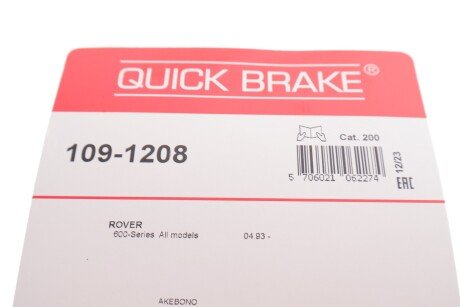 QUICK BRAKE®
109-1208
Cat. 200
12/23
5 706021 062274
EAC
ROVER
600-Series All models 04.93 -
AKEBONO